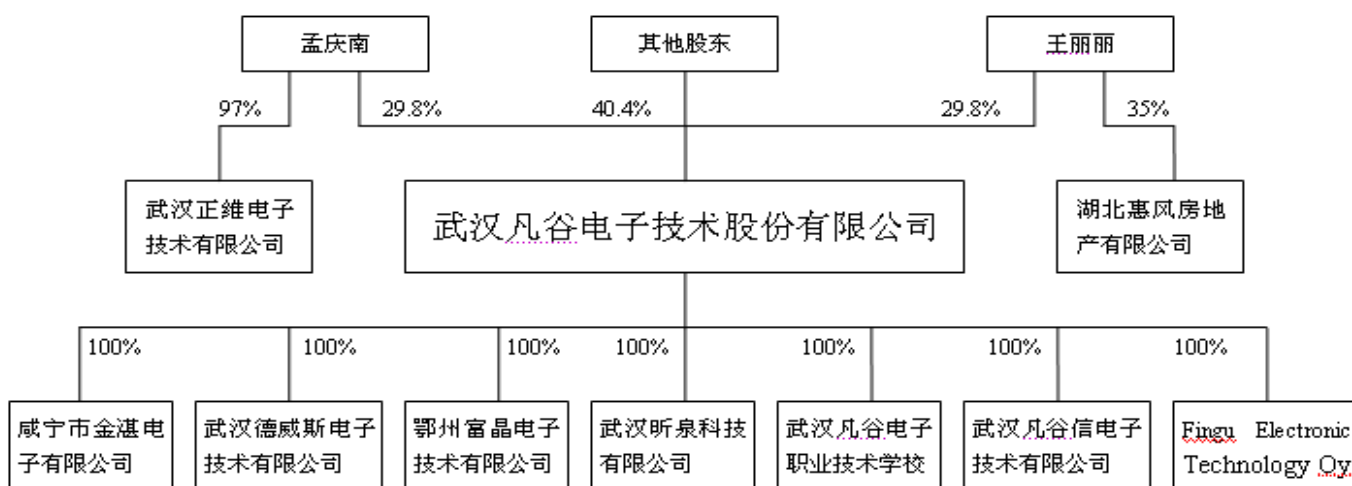 孟庆南
其他股东
王丽丽
97%
29.8%
40.4%
29.8%
35%
武汉正维电子
技术有限公司
武汉凡谷电子技术股份有限公司
湖北惠风房地
产有限公司
100%
100%
100%
100%
100%
100%
100%
咸宁市金湛电
子有限公司
武汉德威斯电子
技术有限公司
鄂州富晶电子
技术有限公司
武汉昕泉科技
有限公司
武汉凡谷电子
职业技术学校
武汉凡谷信电子
技术有限公司
Fingu Electronic
Technology Oy